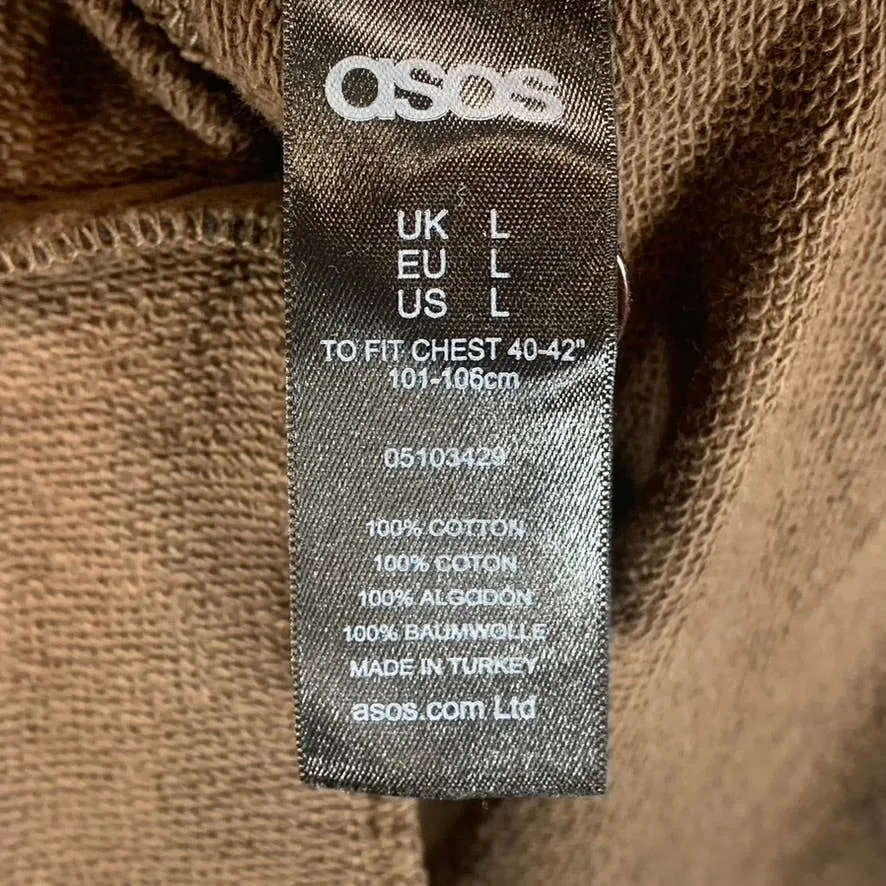 asos
UK L
EU L
US L
TO FIT CHEST 40-42"
101-106cm
05103429
100% COTTON
100% COTON
100% ALGODÓN
100% BAUMWOLLE
MADE IN TURKEY
asos.com Ltd